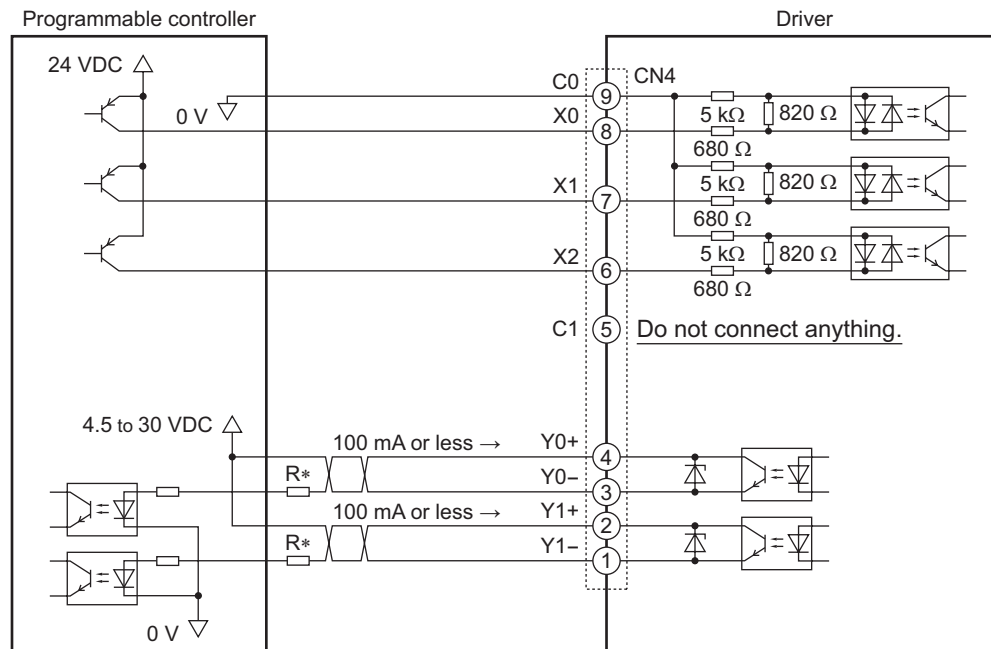 Programmable controller
Driver
24 VDC
C0
CN4
9
0 V
X0
8
5 kΩ
820 Ω
680 Ω
X1
7
5 kΩ
820 Ω
680 Ω
X2
6
5 kΩ
820 Ω
680 Ω
C1
5
Do not connect anything.
4.5 to 30 VDC
100 mA or less →
Y0+
4
R*
Y0–
3
100 mA or less →
Y1+
2
R*
Y1–
1
0 V